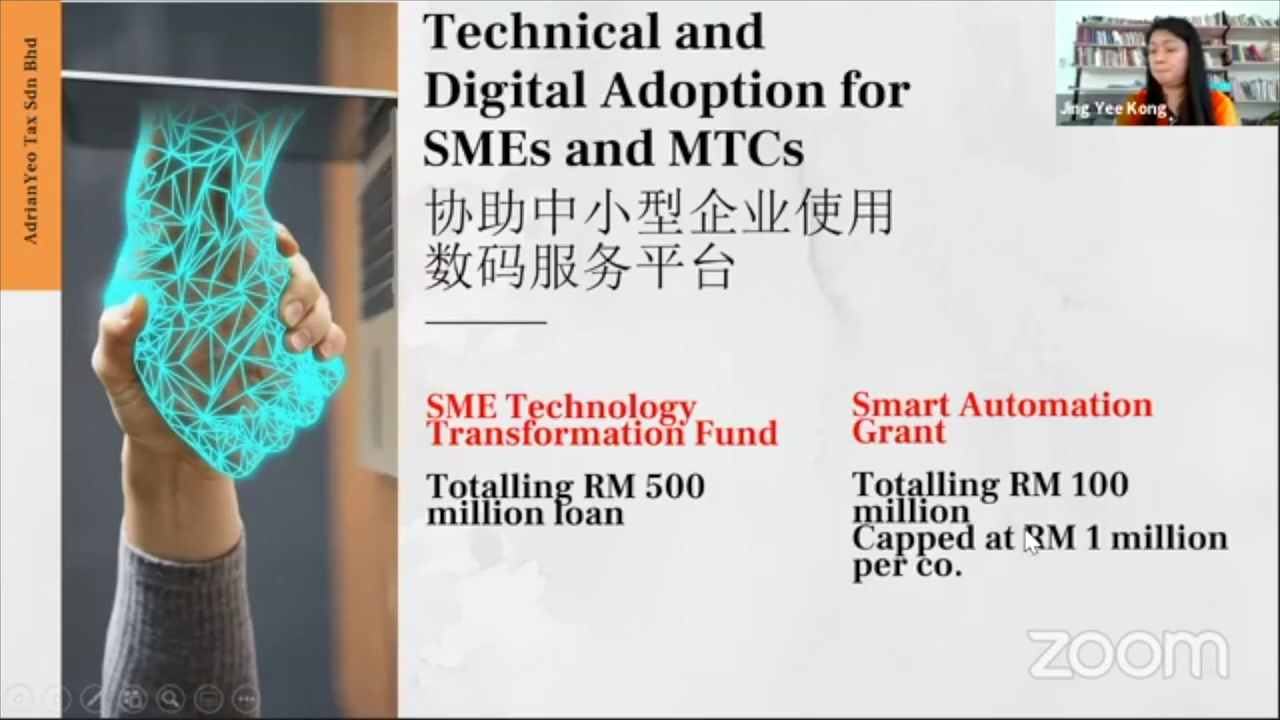 AdrianYeo Tax Sdn Bhd
Technical and
Digital Adoption for
SMEs and MTCs
协助中小型企业使用
数码服务平台
SME Technology
Transformation Fund
Totalling RM 500
million loan
Smart Automation
Grant
Totalling RM 100
million
Capped at RM 1 million
per co.
Jing Yee Kong
zoom